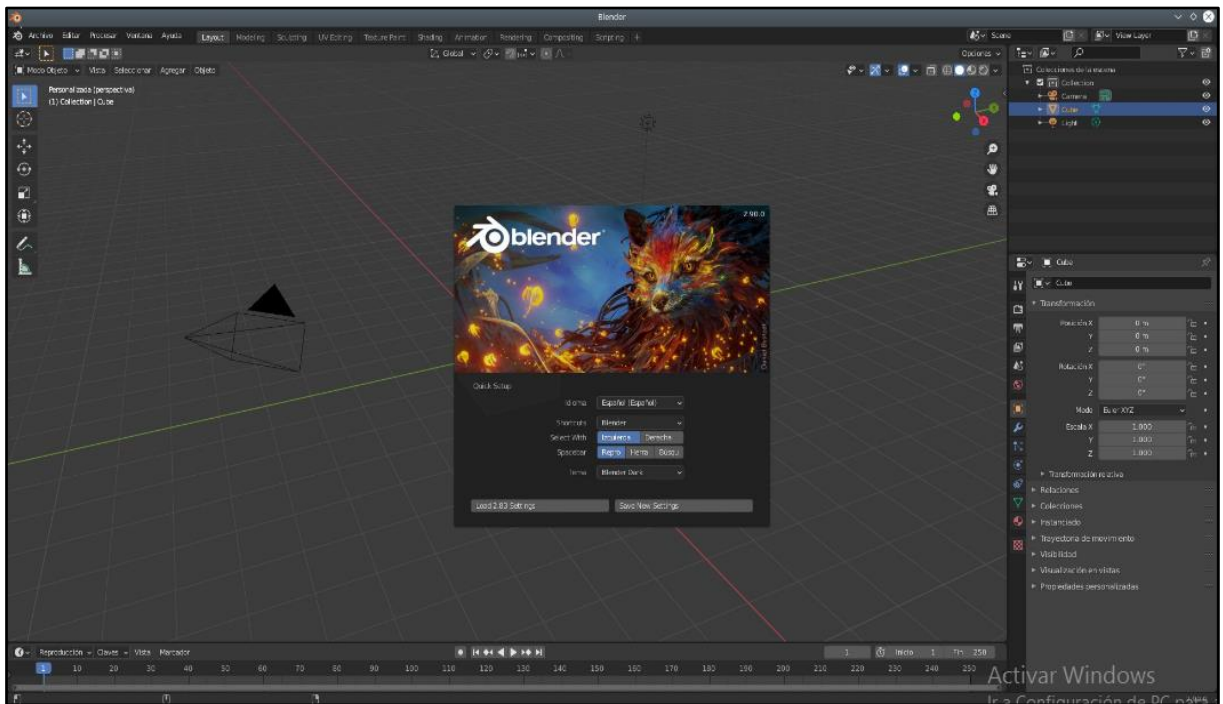 Blender
Archivo Editar Procesar Ventana Ayuda Layout Modeling Sculpting UV Editing Texture Paint Shading Animation Rendering Compositing Scripting + Scene View Layer
Global Opciones
Modo Objeto Vista Seleccionar Agregar Objeto
Personalizada (perspectiva)
(1) Collection | Cube
Colecciones de la escena
Collection
Camera
Cube
Light
2.90.0
blender
Quick Setup
Idioma Español (Español)
Shortcuts Blender
Select With Izquierda Derecha
Spacebar Repro Herra Búsqu
Tema Blender Dark
Load 2.83 Settings Save New Settings
Cube
Cube
Transformación
Posición X 0 m
Y 0 m
Z 0 m
Rotación X 0°
Y 0°
Z 0°
Modo Euler XYZ
Escala X 1.000
Y 1.000
Z 1.000
Transformación relativa
Relaciones
Colecciones
Instanciado
Trayectoria de movimiento
Visibilidad
Visualización en vistas
Propiedades personalizadas
Reproducción Claves Vista Marcador 1 Inicio 1 Fin 250
1 10 20 30 40 50 60 70 80 90 100 110 120 130 140 150 160 170 180 190 200 210 220 230 240 250
Activar Windows
Ir a Configuración de PC para